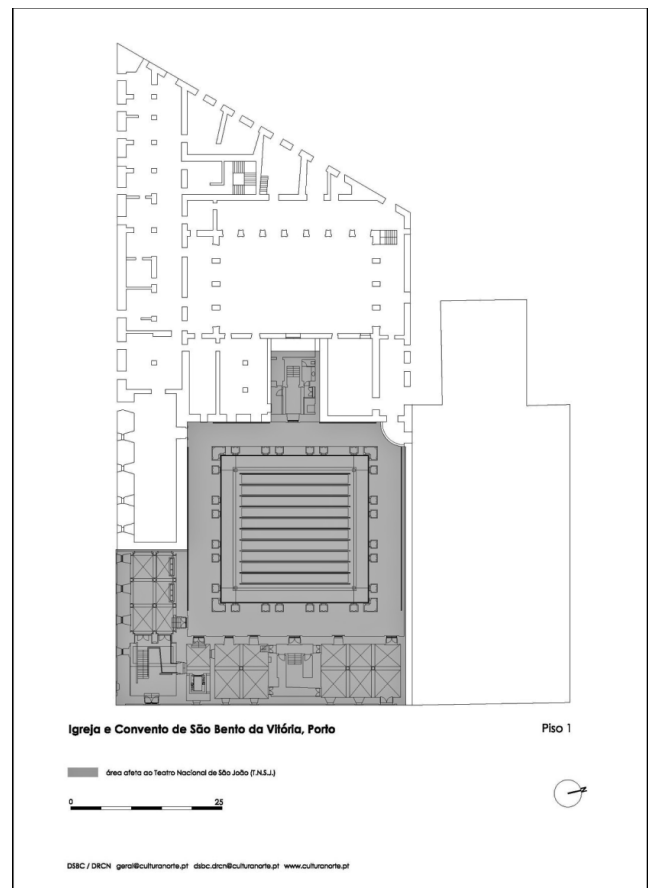 Igreja e Convento de São Bento da Vitória, Porto
Piso 1
área afeta ao Teatro Nacional de São João (T.N.S.J.)
0 25
N
DSBC / DRCN geral@culturanorte.pt dsbc.drcn@culturanorte.pt www.culturanorte.pt